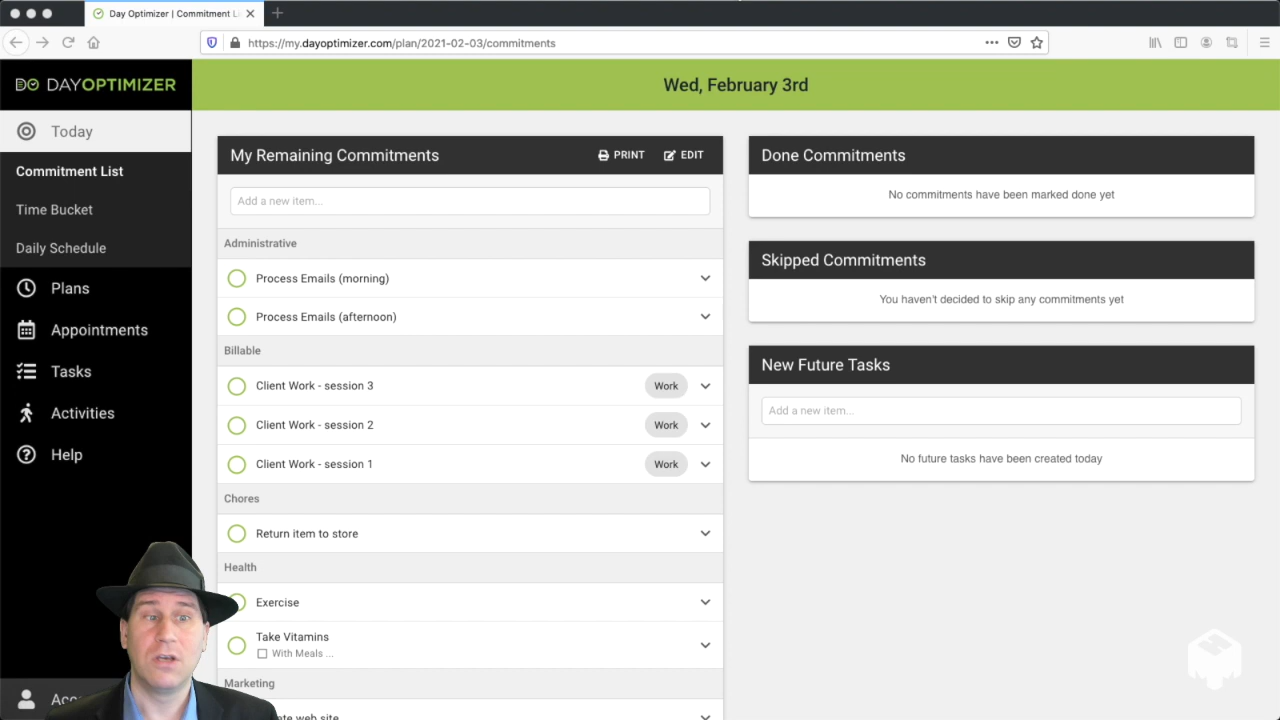 Day Optimizer | Commitment Li
https://my.dayoptimizer.com/plan/2021-02-03/commitments
DO DAYOPTIMIZER
Wed, February 3rd
Today
Commitment List
Time Bucket
Daily Schedule
Plans
Appointments
Tasks
Activities
Help
My Remaining Commitments
PRINT
EDIT
Add a new item...
Administrative
Process Emails (morning)
Process Emails (afternoon)
Billable
Client Work - session 3
Work
Client Work - session 2
Work
Client Work - session 1
Work
Chores
Return item to store
Health
Exercise
Take Vitamins
With Meals ...
Marketing
web site
Done Commitments
No commitments have been marked done yet
Skipped Commitments
You haven't decided to skip any commitments yet
New Future Tasks
Add a new item...
No future tasks have been created today